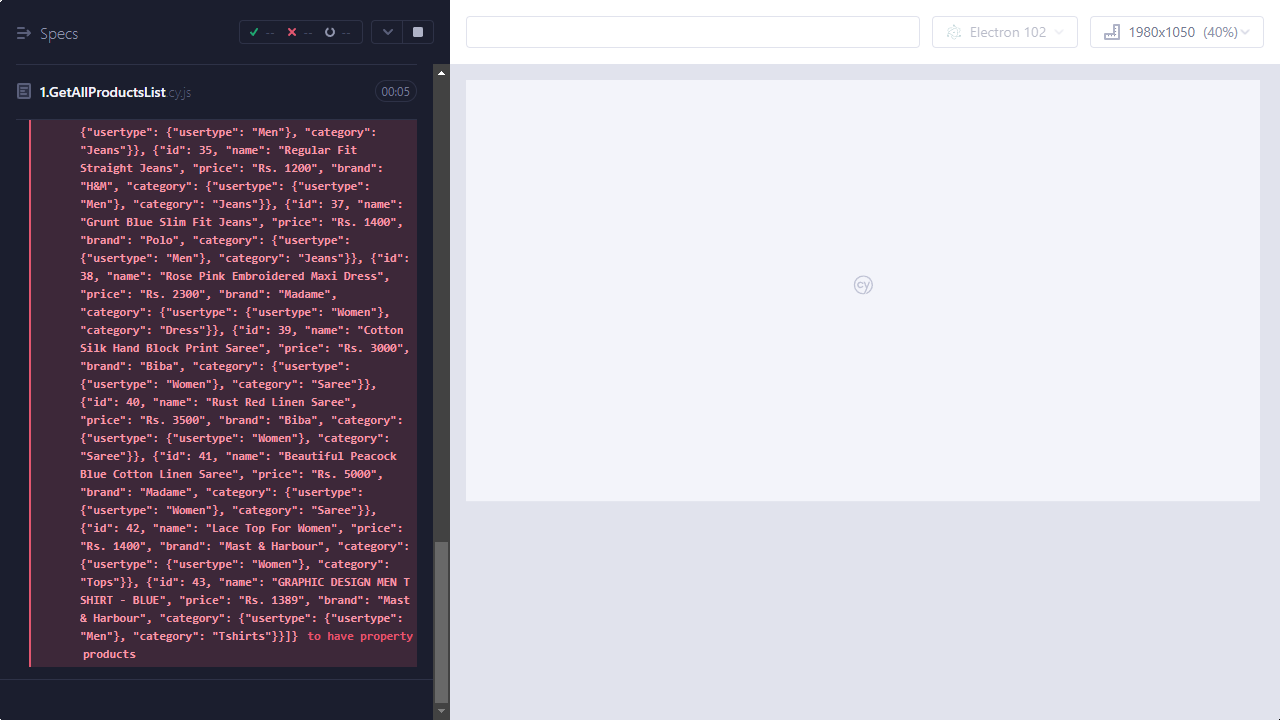 Specs
--
--
--
Electron 102
1980x1050 (40%)
1.GetAllProductsList.cy.js
00:05
{"usertype": {"usertype": "Men"}, "category":
"Jeans"}}, {"id": 35, "name": "Regular Fit
Straight Jeans", "price": "Rs. 1200", "brand":
"H&M", "category": {"usertype": {"usertype":
"Men"}, "category": "Jeans"}}, {"id": 37, "name":
"Grunt Blue Slim Fit Jeans", "price": "Rs. 1400",
"brand": "Polo", "category": {"usertype":
{"usertype": "Men"}, "category": "Jeans"}}, {"id":
38, "name": "Rose Pink Embroidered Maxi Dress",
"price": "Rs. 2300", "brand": "Madame",
"category": {"usertype": {"usertype": "Women"},
"category": "Dress"}}, {"id": 39, "name": "Cotton
Silk Hand Block Print Saree", "price": "Rs. 3000",
"brand": "Biba", "category": {"usertype":
{"usertype": "Women"}, "category": "Saree"}},
{"id": 40, "name": "Rust Red Linen Saree",
"price": "Rs. 3500", "brand": "Biba", "category":
{"usertype": {"usertype": "Women"}, "category":
"Saree"}}, {"id": 41, "name": "Beautiful Peacock
Blue Cotton Linen Saree", "price": "Rs. 5000",
"brand": "Madame", "category": {"usertype":
{"usertype": "Women"}, "category": "Saree"}},
{"id": 42, "name": "Lace Top For Women", "price":
"Rs. 1400", "brand": "Mast & Harbour", "category":
{"usertype": {"usertype": "Women"}, "category":
"Tops"}}, {"id": 43, "name": "GRAPHIC DESIGN MEN T
SHIRT - BLUE", "price": "Rs. 1389", "brand": "Mast
& Harbour", "category": {"usertype": {"usertype":
"Men"}, "category": "Tshirts"}}]} to have property
products
cy